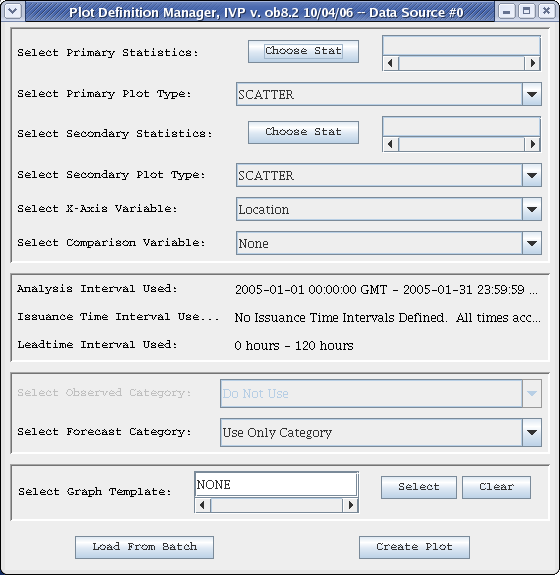 Plot Definition Manager, IVP v. ob8.2 10/04/06 -- Data Source #0
Select Primary Statistics: Choose Stat
Select Primary Plot Type: SCATTER
Select Secondary Statistics: Choose Stat
Select Secondary Plot Type: SCATTER
Select X-Axis Variable: Location
Select Comparison Variable: None
Analysis Interval Used: 2005-01-01 00:00:00 GMT - 2005-01-31 23:59:59 ...
Issuance Time Interval Use... No Issuance Time Intervals Defined. All times acc...
Leadtime Interval Used: 0 hours - 120 hours
Select Observed Category: Do Not Use
Select Forecast Category: Use Only Category
Select Graph Template: NONE Select Clear
Load From Batch Create Plot